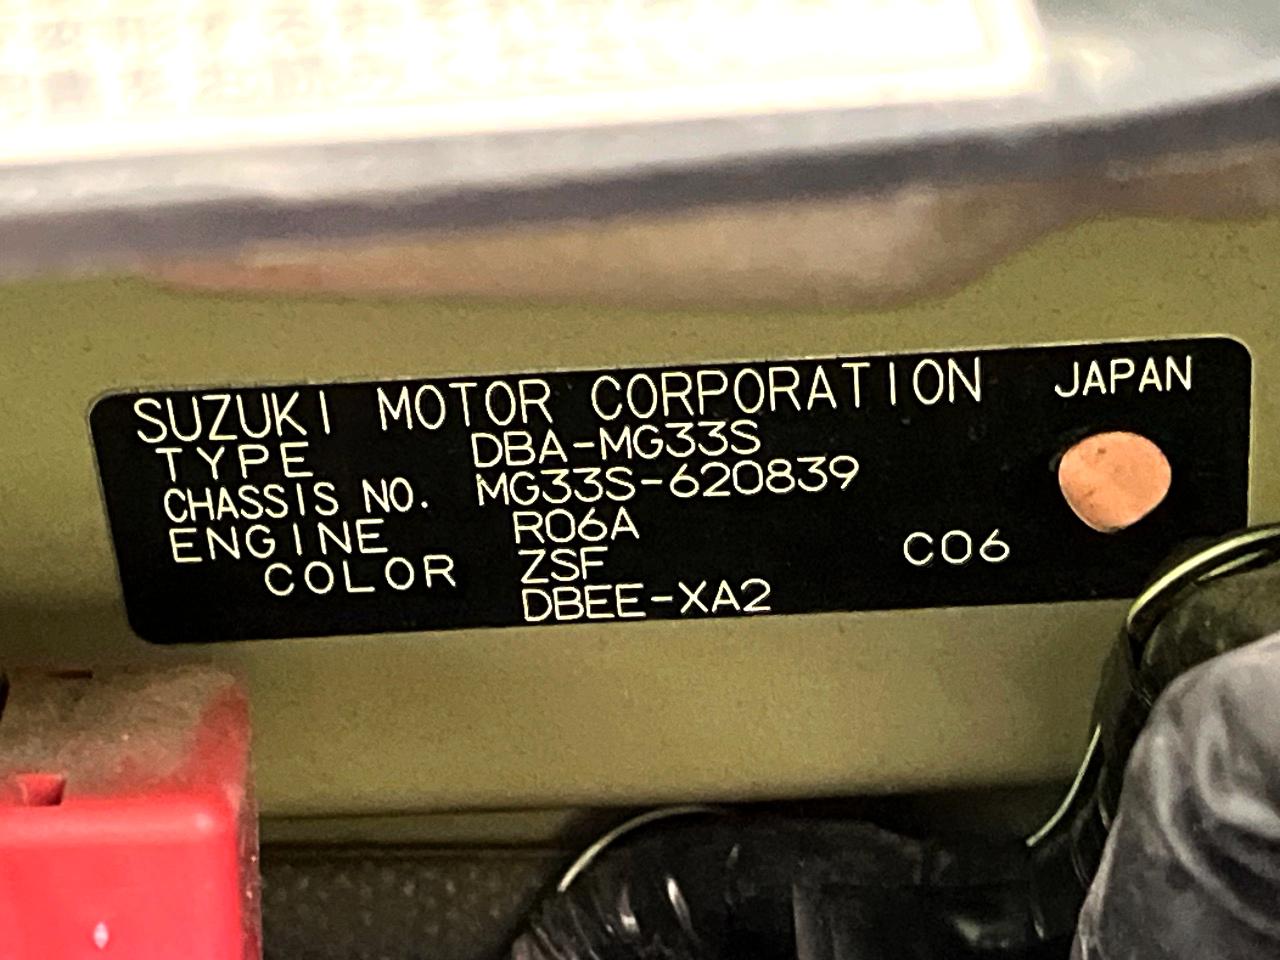 SUZUKI MOTOR CORPORATION JAPAN
TYPE DBA-MG33S
CHASSIS NO. MG33S-620839
ENGINE R06A
COLOR ZSF C06
DBEE-XA2